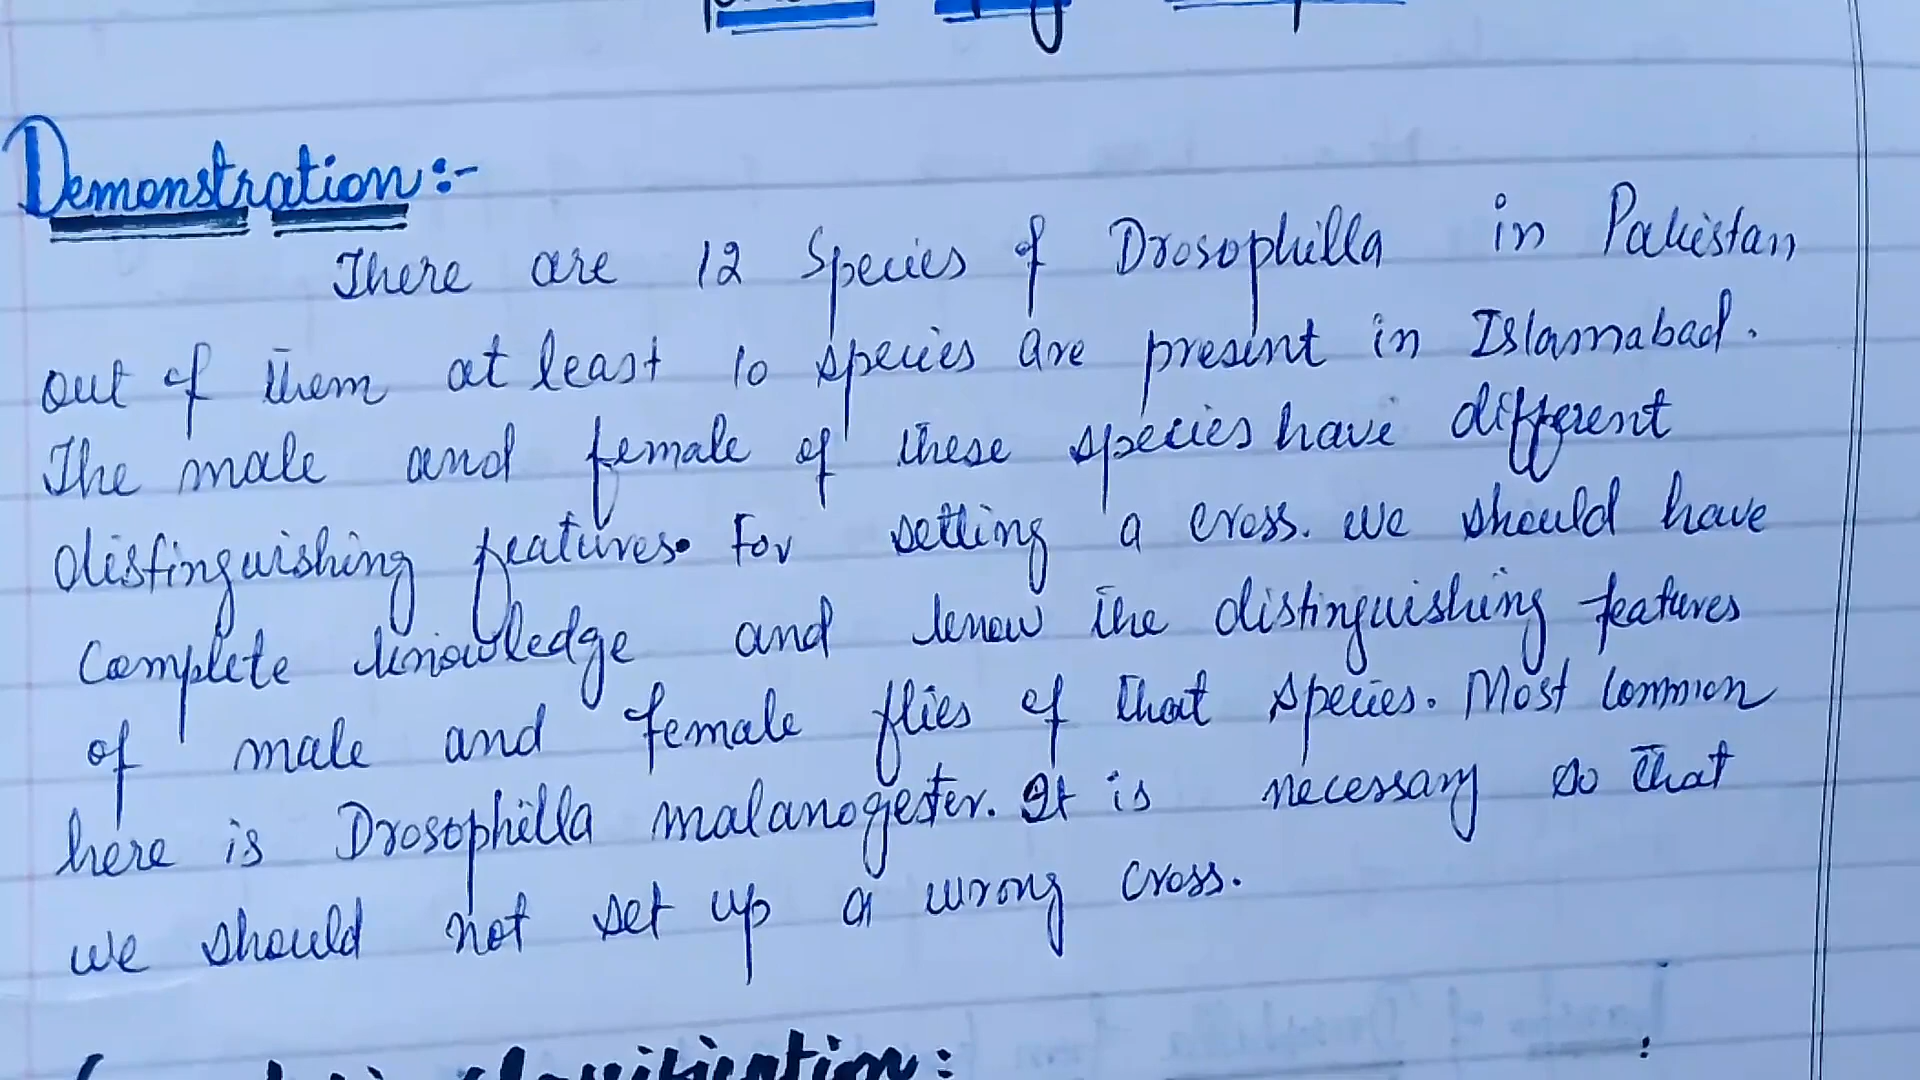 Demonstration:-
There are 12 Species of Drosophilla in Pakistan
out of them at least 10 species are present in Islamabad.
The male and female of these species have different
distinguishing features. For setting a cross. we should have
Complete knowledge and know the distinguishing features
of male and female flies of that species. Most common
here is Drosophilla malanogester. It is necessary so that
we should not set up a wrong cross.
classification: